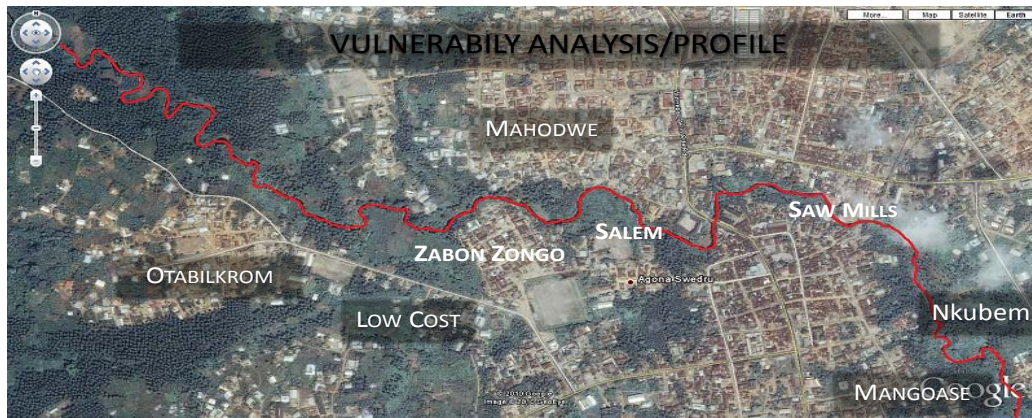 N
More...
Map
Satellite
Earth
VULNERABILY ANALYSIS/PROFILE
MAHODWE
SAW MILLS
SALEM
ZABON ZONGO
OTABILKROM
Agona Swedru
Nkubem
LOW COST
MANGOASE
Google